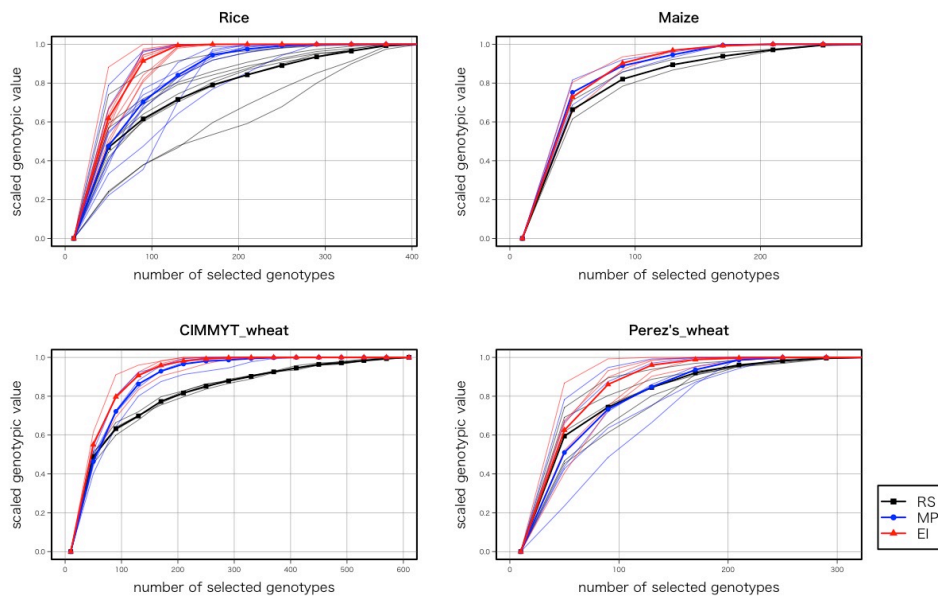 Rice
1.0
0.8
0.6
0.4
0.2
0.0
scaled genotypic value
0 100 200 300 400
number of selected genotypes
Maize
1.0
0.8
0.6
0.4
0.2
0.0
scaled genotypic value
0 100 200
number of selected genotypes
CIMMYT_wheat
1.0
0.8
0.6
0.4
0.2
0.0
scaled genotypic value
0 100 200 300 400 500 600
number of selected genotypes
Perez's_wheat
1.0
0.8
0.6
0.4
0.2
0.0
scaled genotypic value
0 100 200 300
number of selected genotypes
RS
MP
EI